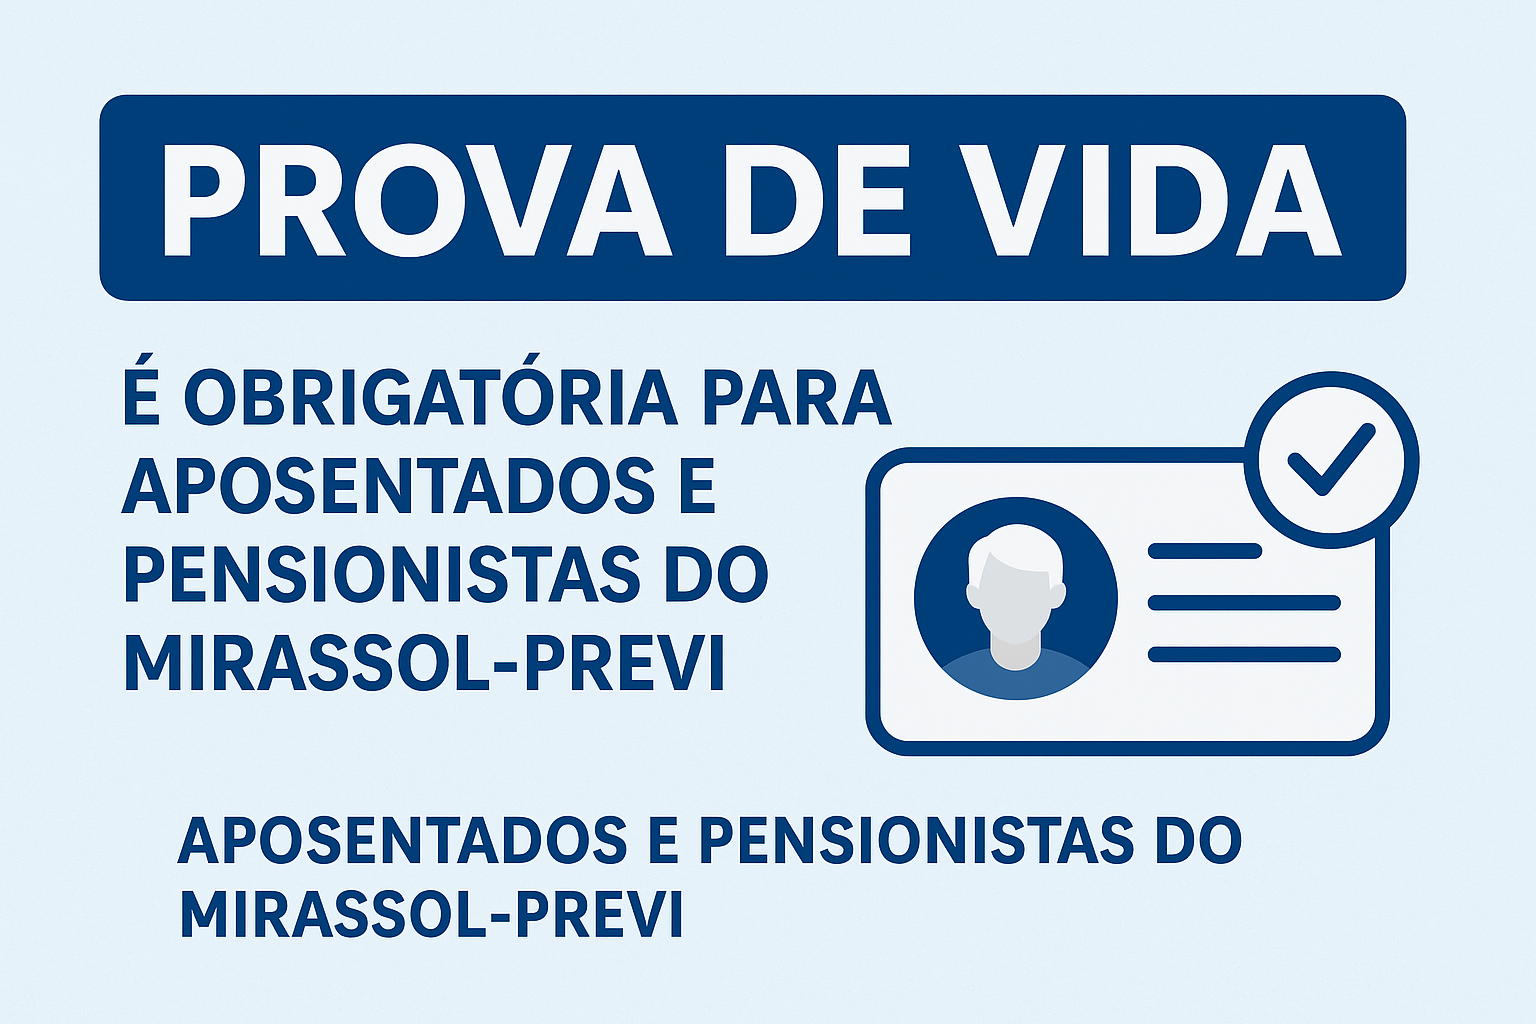 PROVA DE VIDA
É OBRIGATÓRIA PARA
APOSENTADOS E
PENSIONISTAS DO
MIRASSOL-PREVI
APOSENTADOS E PENSIONISTAS DO
MIRASSOL-PREVI